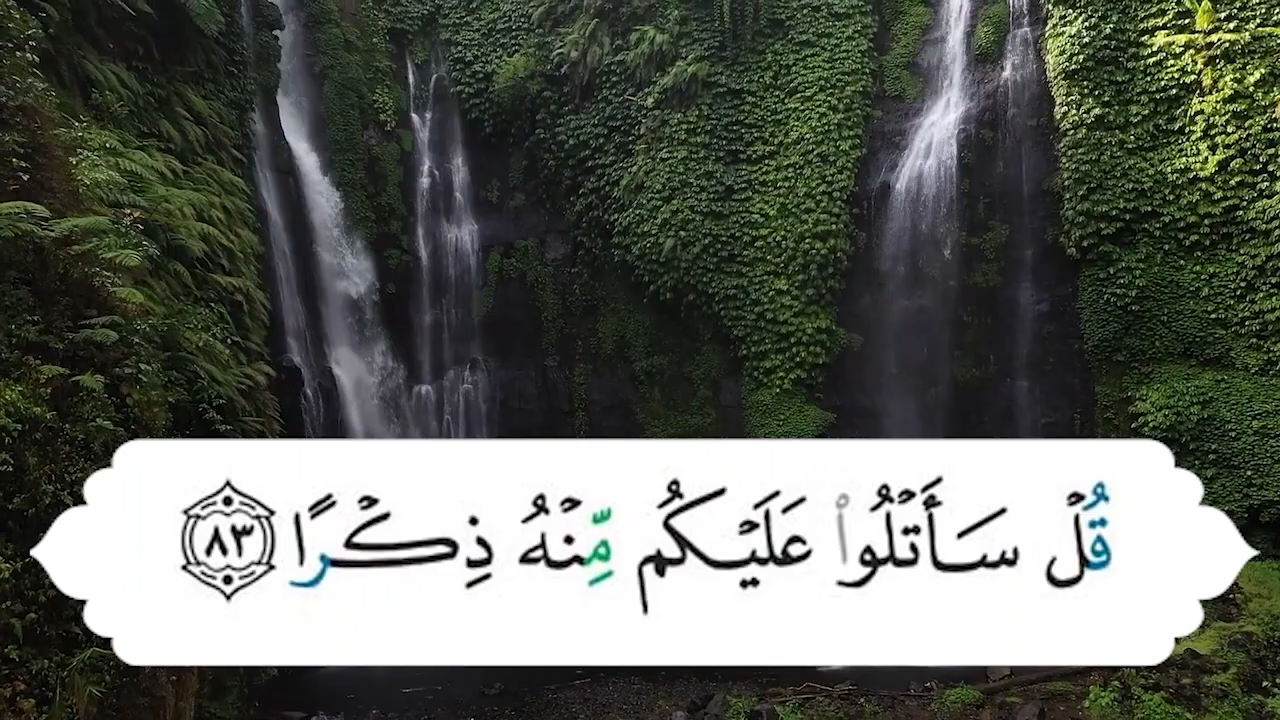 قُلۡ سَأَتۡلُواْ عَلَيۡكُم مِّنۡهُ ذِكۡرًا ٨٣